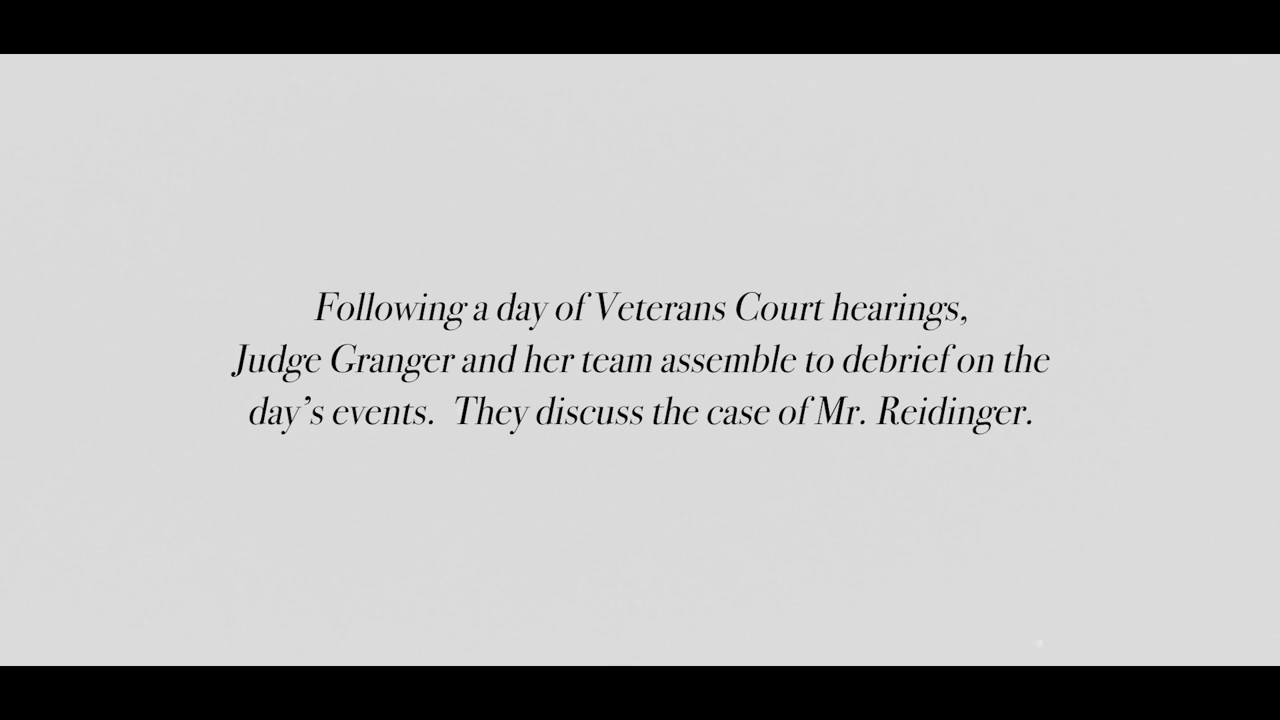 Following a day of Veterans Court hearings,
Judge Granger and her team assemble to debrief on the
day’s events.  They discuss the case of Mr. Reidinger.